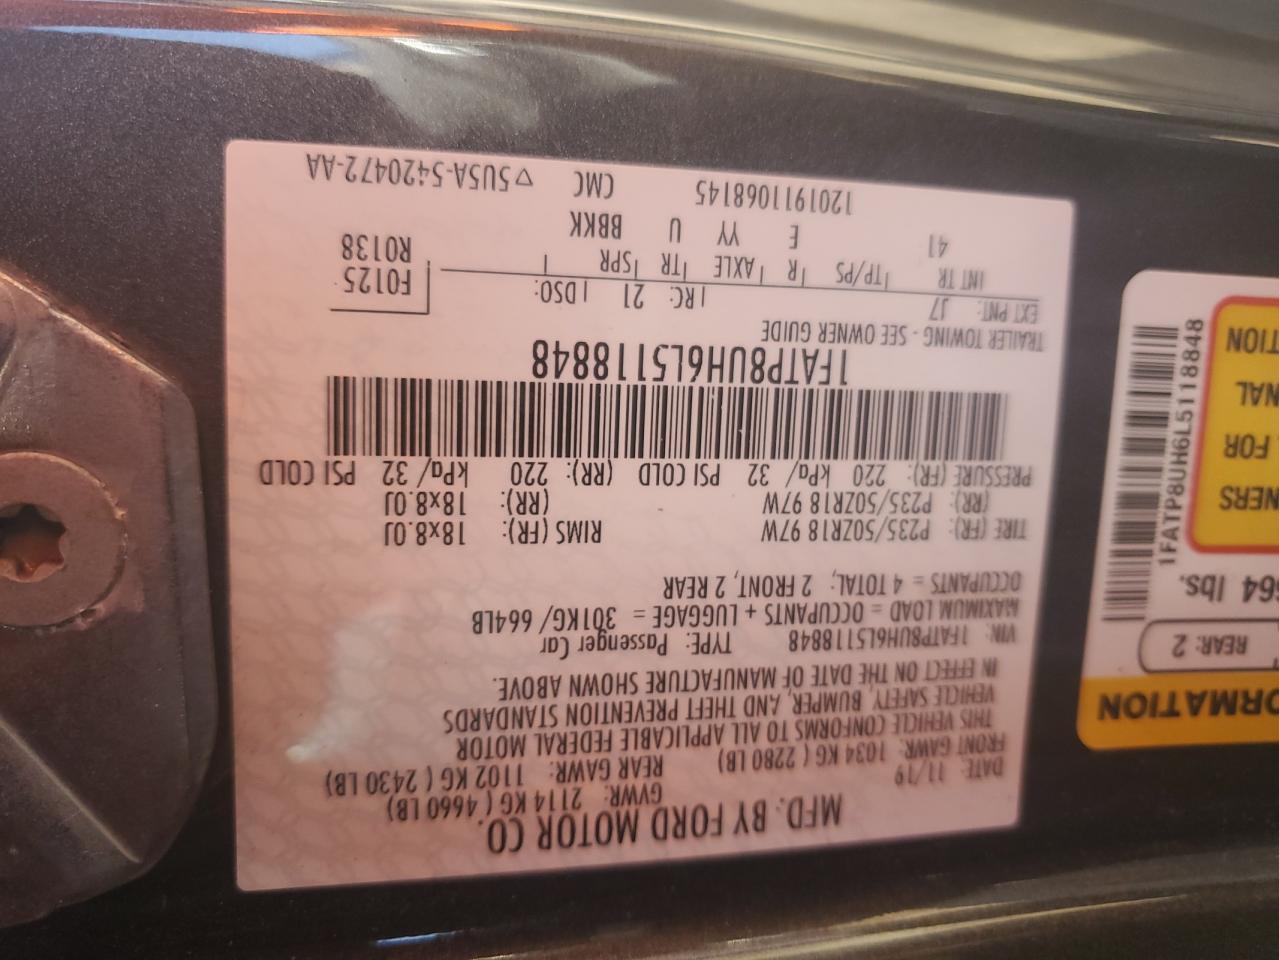 MFD. BY FORD MOTOR CO.
DATE: 11/19 GVWR: 2114 KG ( 4660 LB)
FRONT GAWR: 1034 KG ( 2280 LB) REAR GAWR: 1102 KG ( 2430 LB)
THIS VEHICLE CONFORMS TO ALL APPLICABLE FEDERAL MOTOR
VEHICLE SAFETY, BUMPER, AND THEFT PREVENTION STANDARDS
IN EFFECT ON THE DATE OF MANUFACTURE SHOWN ABOVE.
VIN: 1FATP8UH6L5118848 TYPE: Passenger Car
MAXIMUM LOAD = OCCUPANTS + LUGGAGE = 301KG/ 664LB
OCCUPANTS = 4 TOTAL, 2 FRONT, 2 REAR
TIRE (FR): P235/50ZR18 97W RIMS (FR): 18x8.0J
(RR): P235/50ZR18 97W (RR): 18x8.0J
PRESSURE (FR): 220 kPa/ 32 PSI COLD (RR): 220 kPa/ 32 PSI COLD
1FATP8UH6L5118848
TRAILER TOWING - SEE OWNER GUIDE
EXT PNT: J7 RC: 21 DSO: F0125
INT TR TP/PS R AXLE TR SPR R0138
41 E YY U BBKK
1201911068145 CMC ▽5U5A-5420472-AA
ORMATION
REAR: 2
664 lbs.
NERS
FOR
NAL
TION
1FATP8UH6L5118848